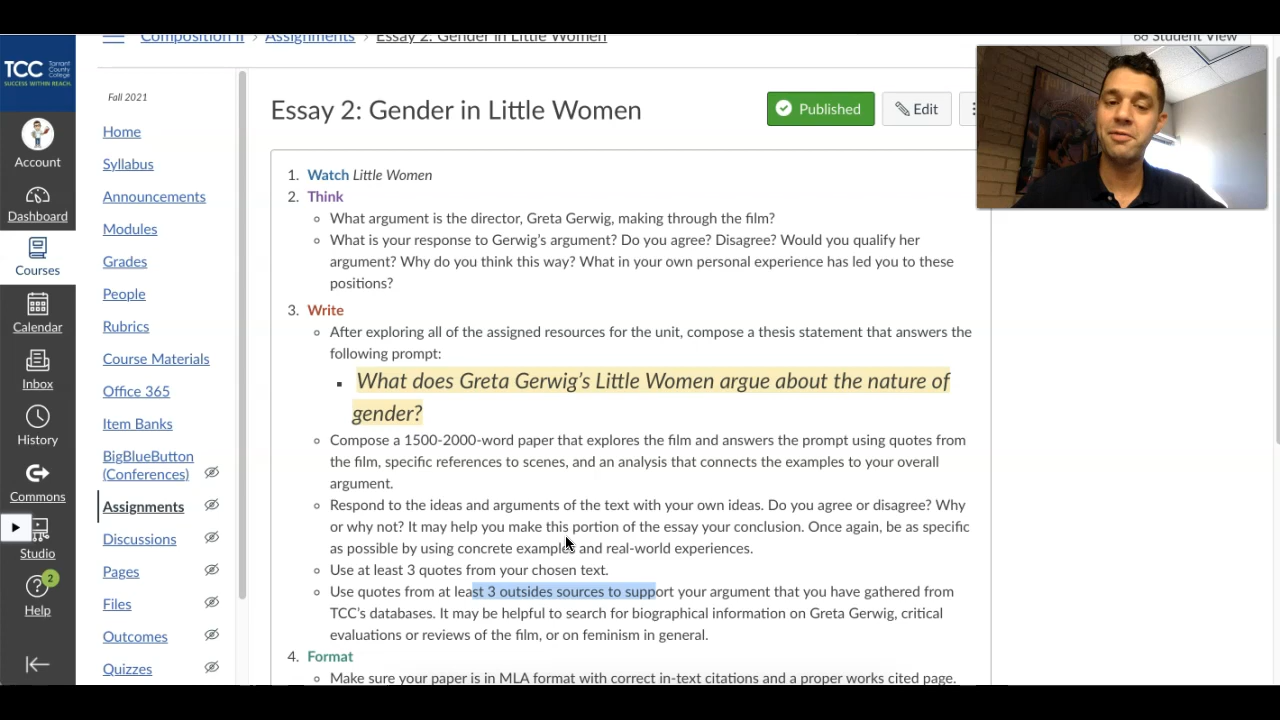 Composition II > Assignments > Essay 2: Gender in Little Women
Student View
TCC Tarrant County College
SUCCESS WITHIN REACH.
Account
Dashboard
Courses
Calendar
Inbox
History
Commons
Studio
2
Help
Fall 2021
Home
Syllabus
Announcements
Modules
Grades
People
Rubrics
Course Materials
Office 365
Item Banks
BigBlueButton
(Conferences)
Assignments
Discussions
Pages
Files
Outcomes
Quizzes
Essay 2: Gender in Little Women
Published
Edit
1. Watch Little Women
2. Think
What argument is the director, Greta Gerwig, making through the film?
What is your response to Gerwig's argument? Do you agree? Disagree? Would you qualify her
argument? Why do you think this way? What in your own personal experience has led you to these
positions?
3. Write
After exploring all of the assigned resources for the unit, compose a thesis statement that answers the
following prompt:
What does Greta Gerwig's Little Women argue about the nature of
gender?
Compose a 1500-2000-word paper that explores the film and answers the prompt using quotes from
the film, specific references to scenes, and an analysis that connects the examples to your overall
argument.
Respond to the ideas and arguments of the text with your own ideas. Do you agree or disagree? Why
or why not? It may help you make this portion of the essay your conclusion. Once again, be as specific
as possible by using concrete examples and real-world experiences.
Use at least 3 quotes from your chosen text.
Use quotes from at least 3 outsides sources to support your argument that you have gathered from
TCC's databases. It may be helpful to search for biographical information on Greta Gerwig, critical
evaluations or reviews of the film, or on feminism in general.
4. Format
Make sure your paper is in MLA format with correct in-text citations and a proper works cited page.